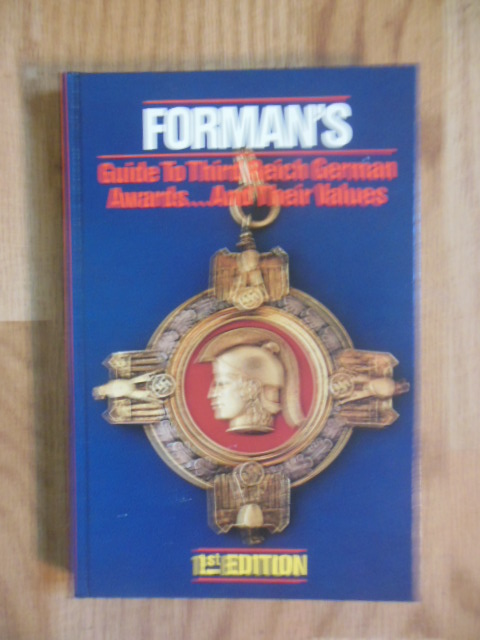 FORMAN'S
Guide To Third Reich German
Awards...And Their Values
1st EDITION